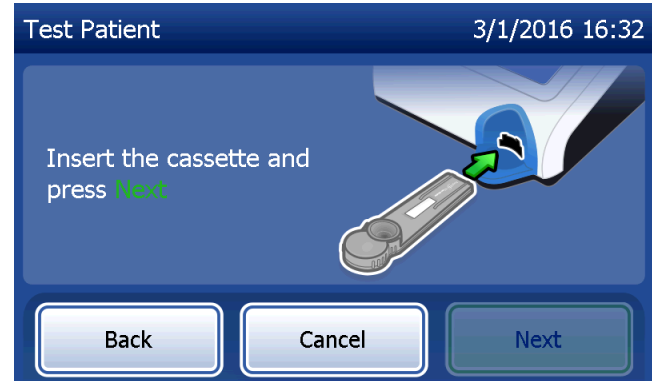 Test Patient 3/1/2016 16:32
Insert the cassette and
press Next
Back Cancel Next